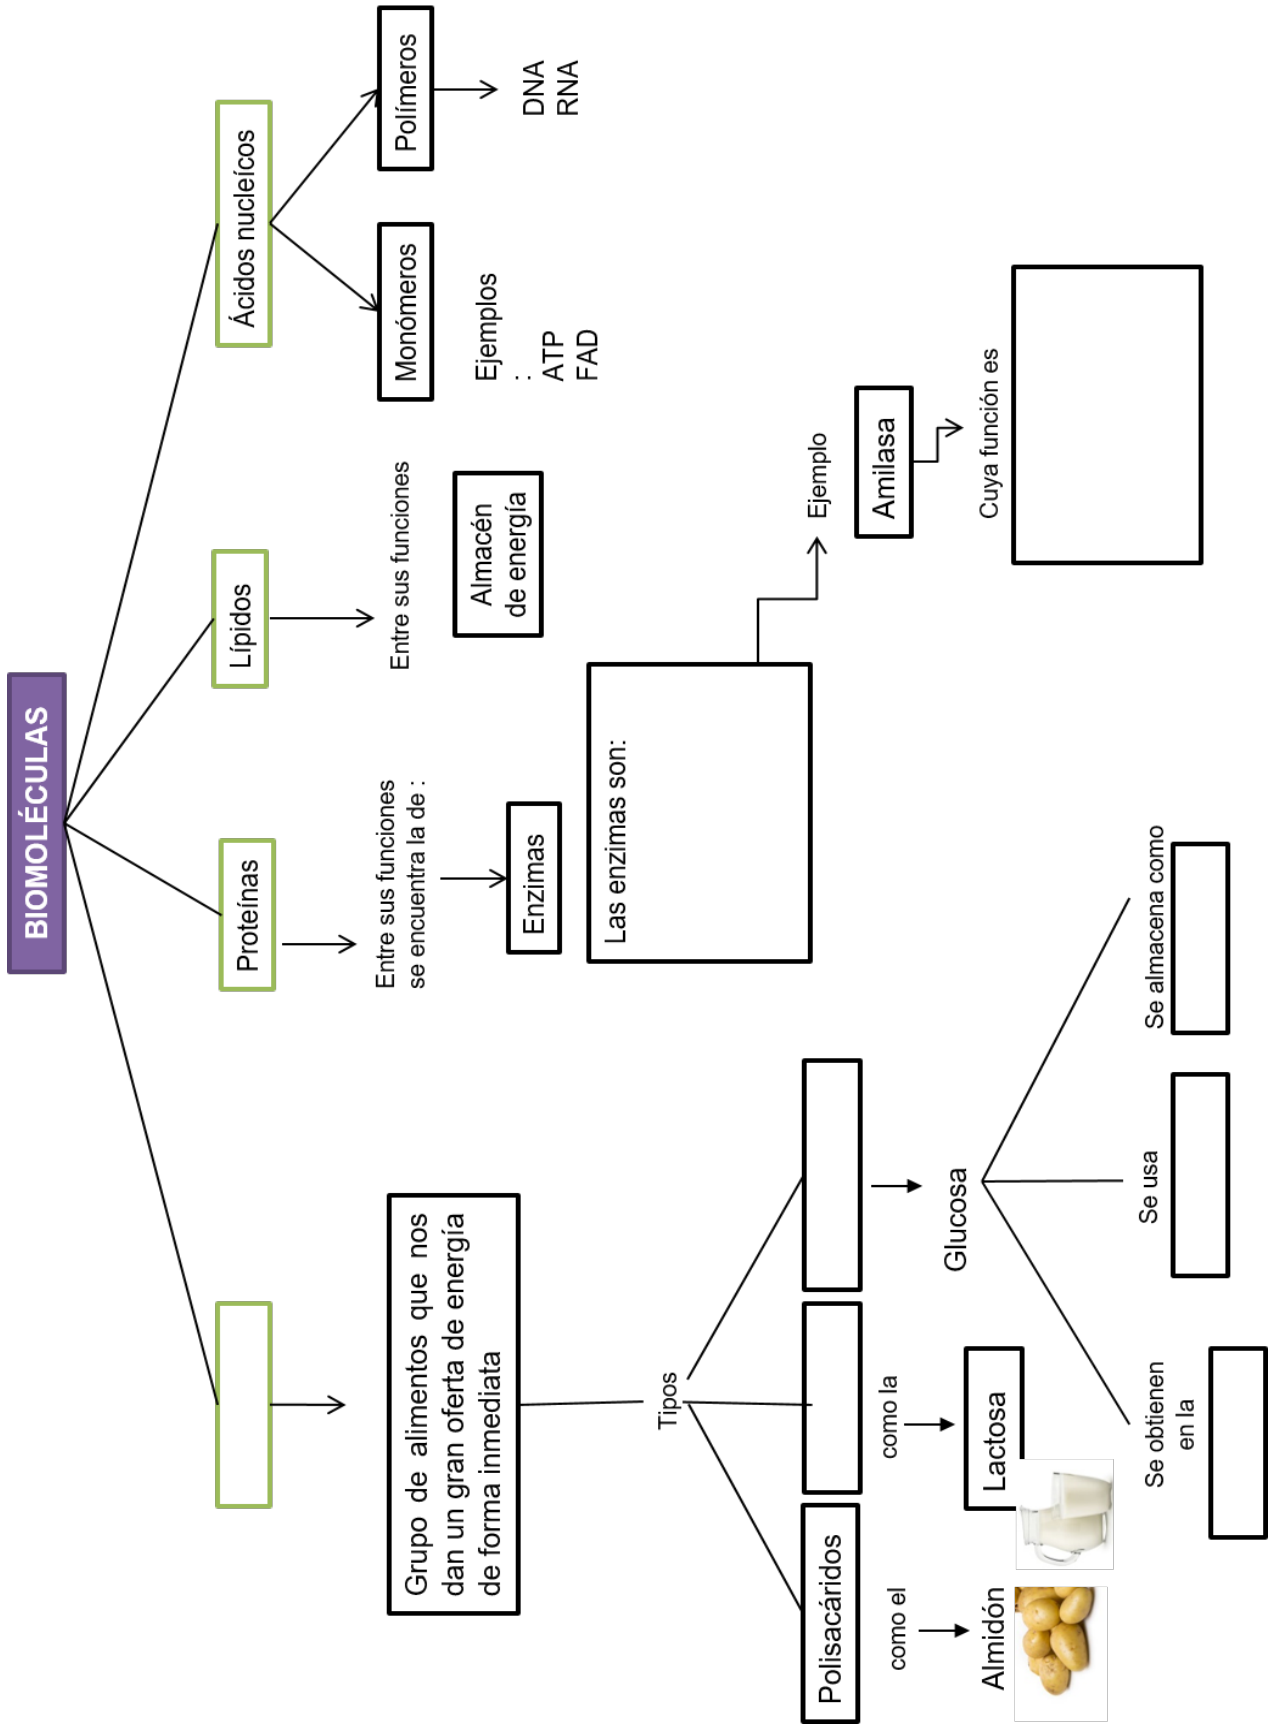 BIOMOLÉCULAS
Proteínas
Lípidos
Ácidos nucleícos
Grupo de alimentos que nos
dan un gran oferta de energía
de forma inmediata
Entre sus funciones
se encuentra la de :
Entre sus funciones
Monómeros
Polímeros
Enzimas
Almacén
de energía
Ejemplos
:
ATP
FAD
DNA
RNA
Las enzimas son:
Tipos
Polisacáridos
Ejemplo
como el
como la
Amilasa
Almidón
Lactosa
Glucosa
Cuya función es
Se obtienen
en la
Se usa
Se almacena como